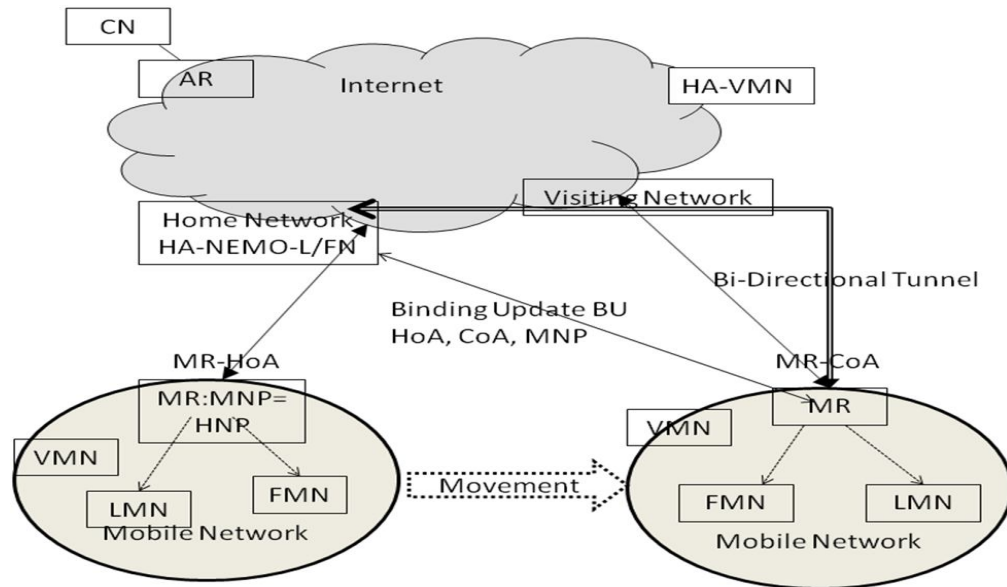 CN
AR
Internet
HA-VMN
Visiting Network
Home Network
HA-NEMO-L/FN
Bi-Directional Tunnel
Binding Update BU
HoA, CoA, MNP
MR-HoA
MR-CoA
MR:MNP=
HNP
MR
VMN
VMN
LMN
FMN
Movement
FMN
LMN
Mobile Network
Mobile Network